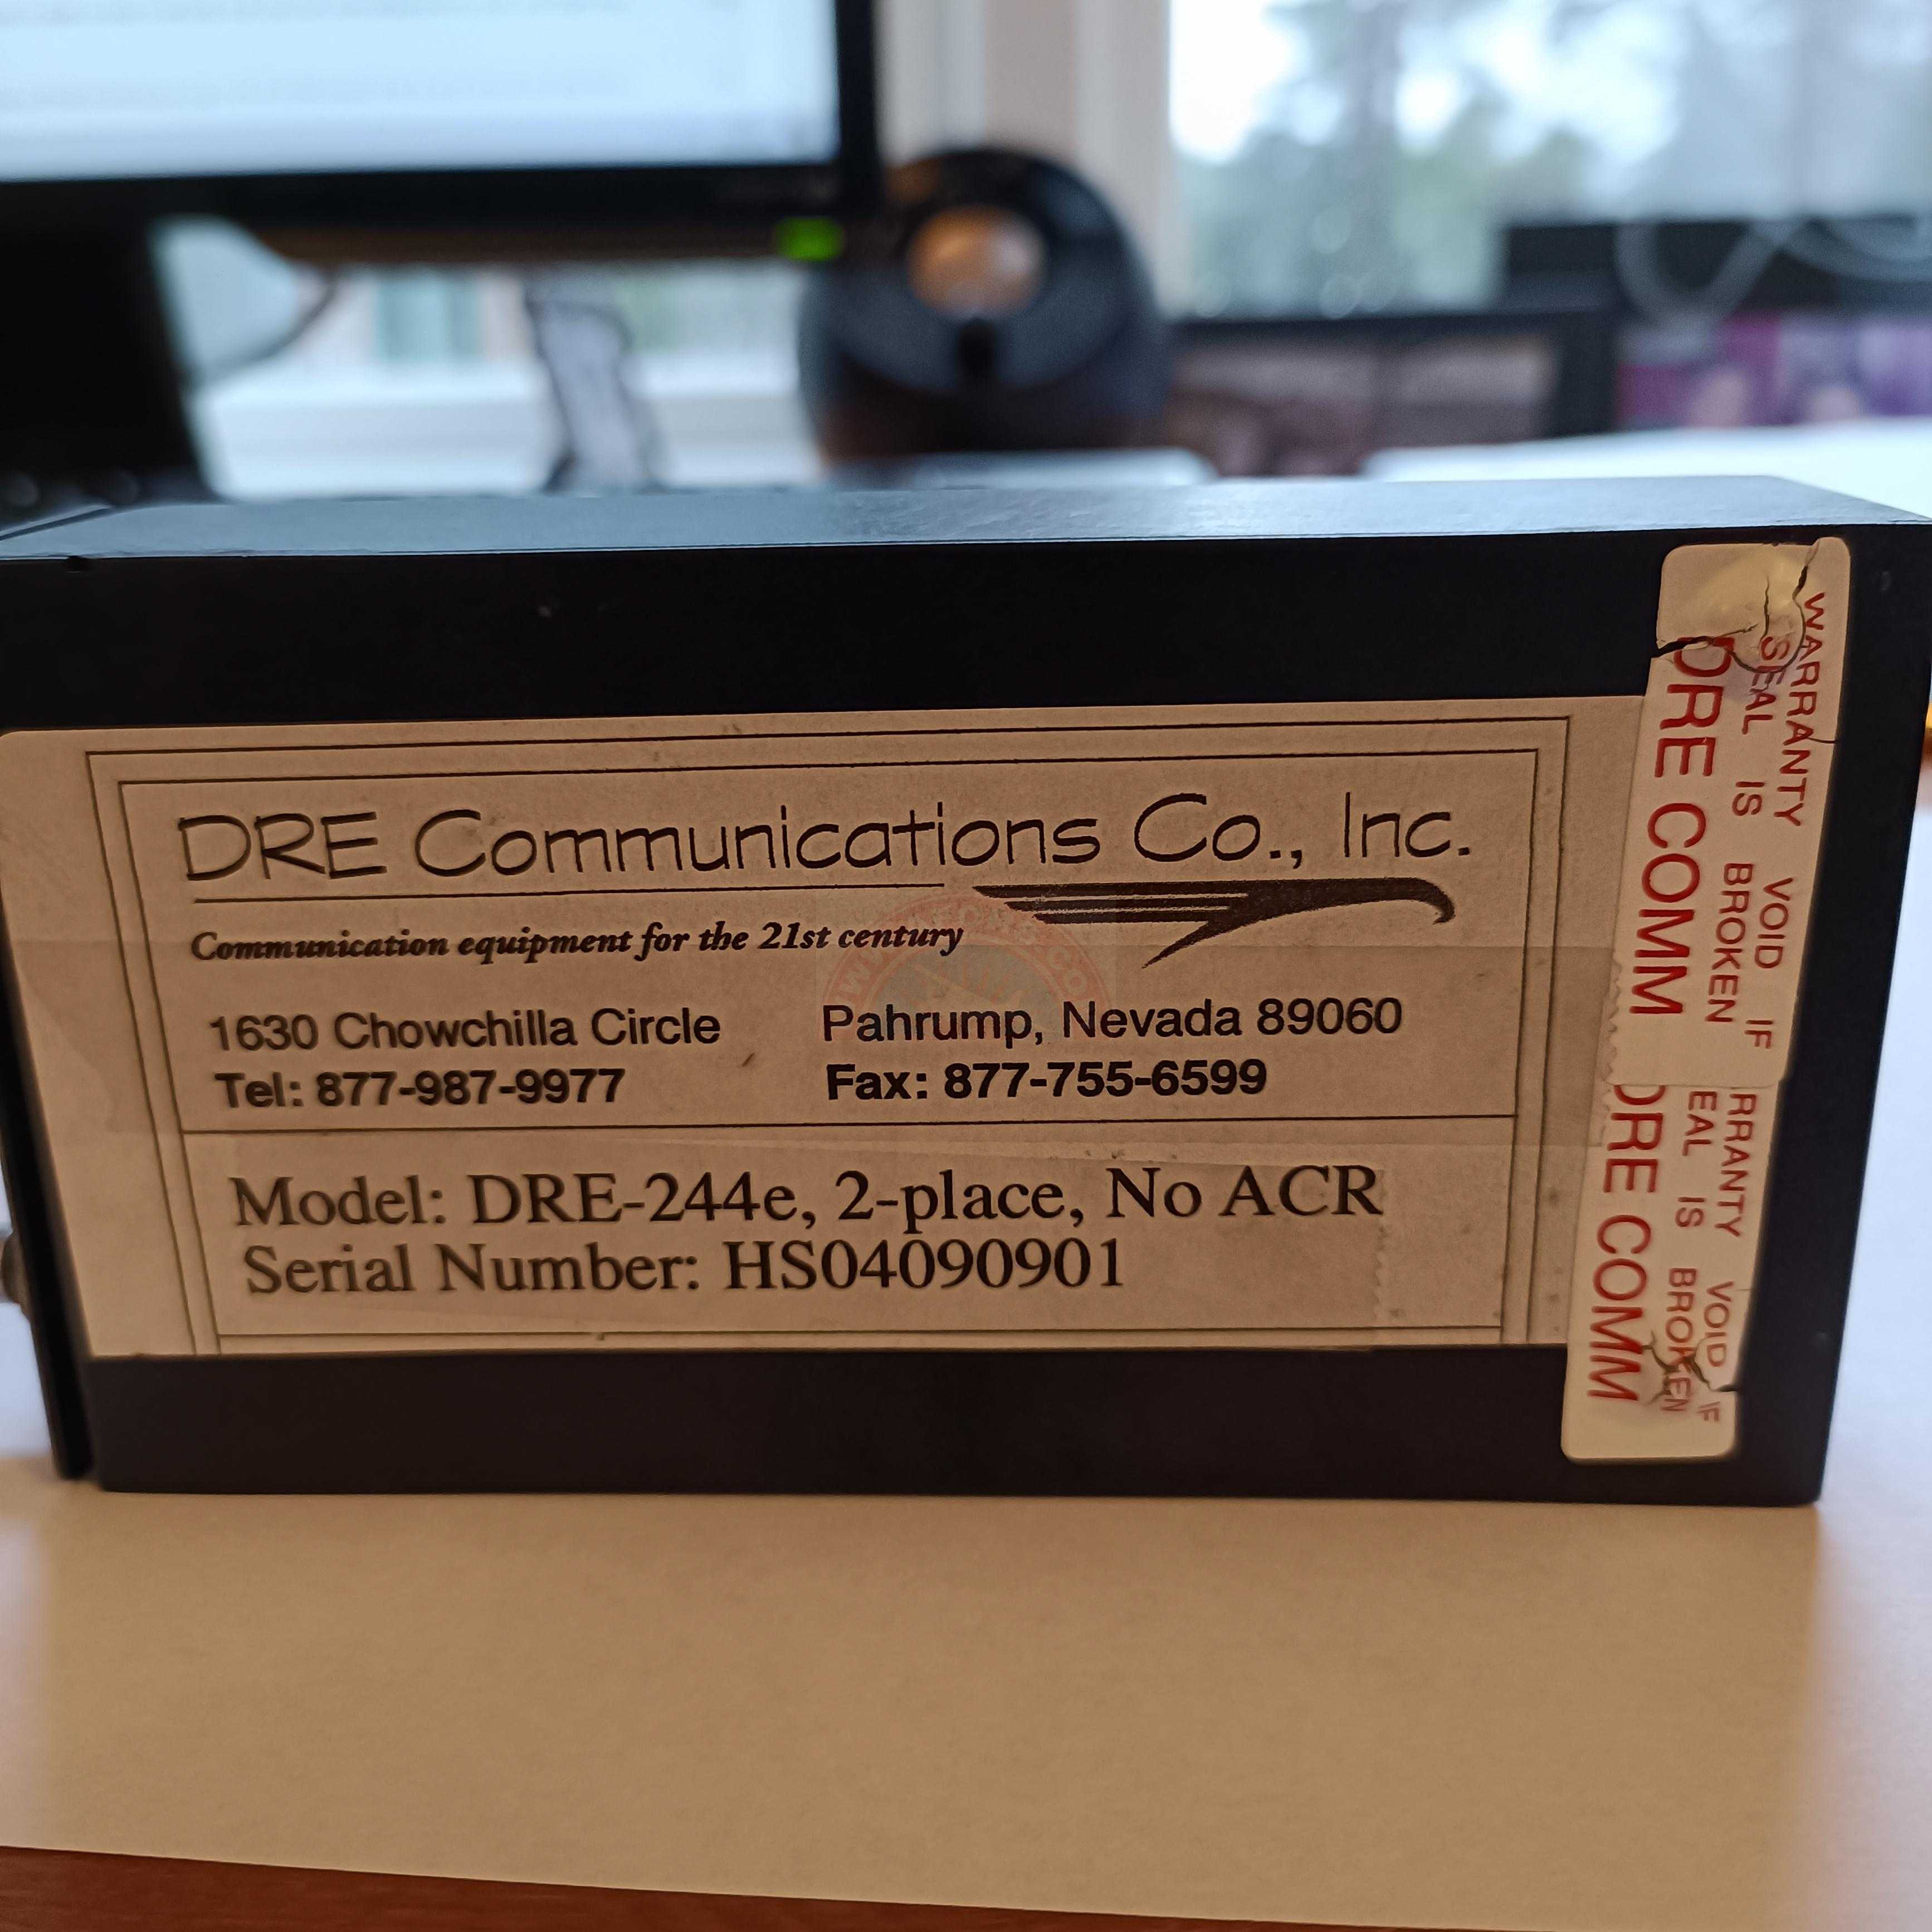 DRE Communications Co., Inc.
Communication equipment for the 21st century
1630 Chowchilla Circle Pahrump, Nevada 89060
Tel: 877-987-9977 Fax: 877-755-6599
Model: DRE-244e, 2-place, No ACR
Serial Number: HS04090901
WARRANTY VOID IF
SEAL IS BROKEN
DRE COMM
RRANTY VOID IF
EAL IS BROKEN
DRE COMM